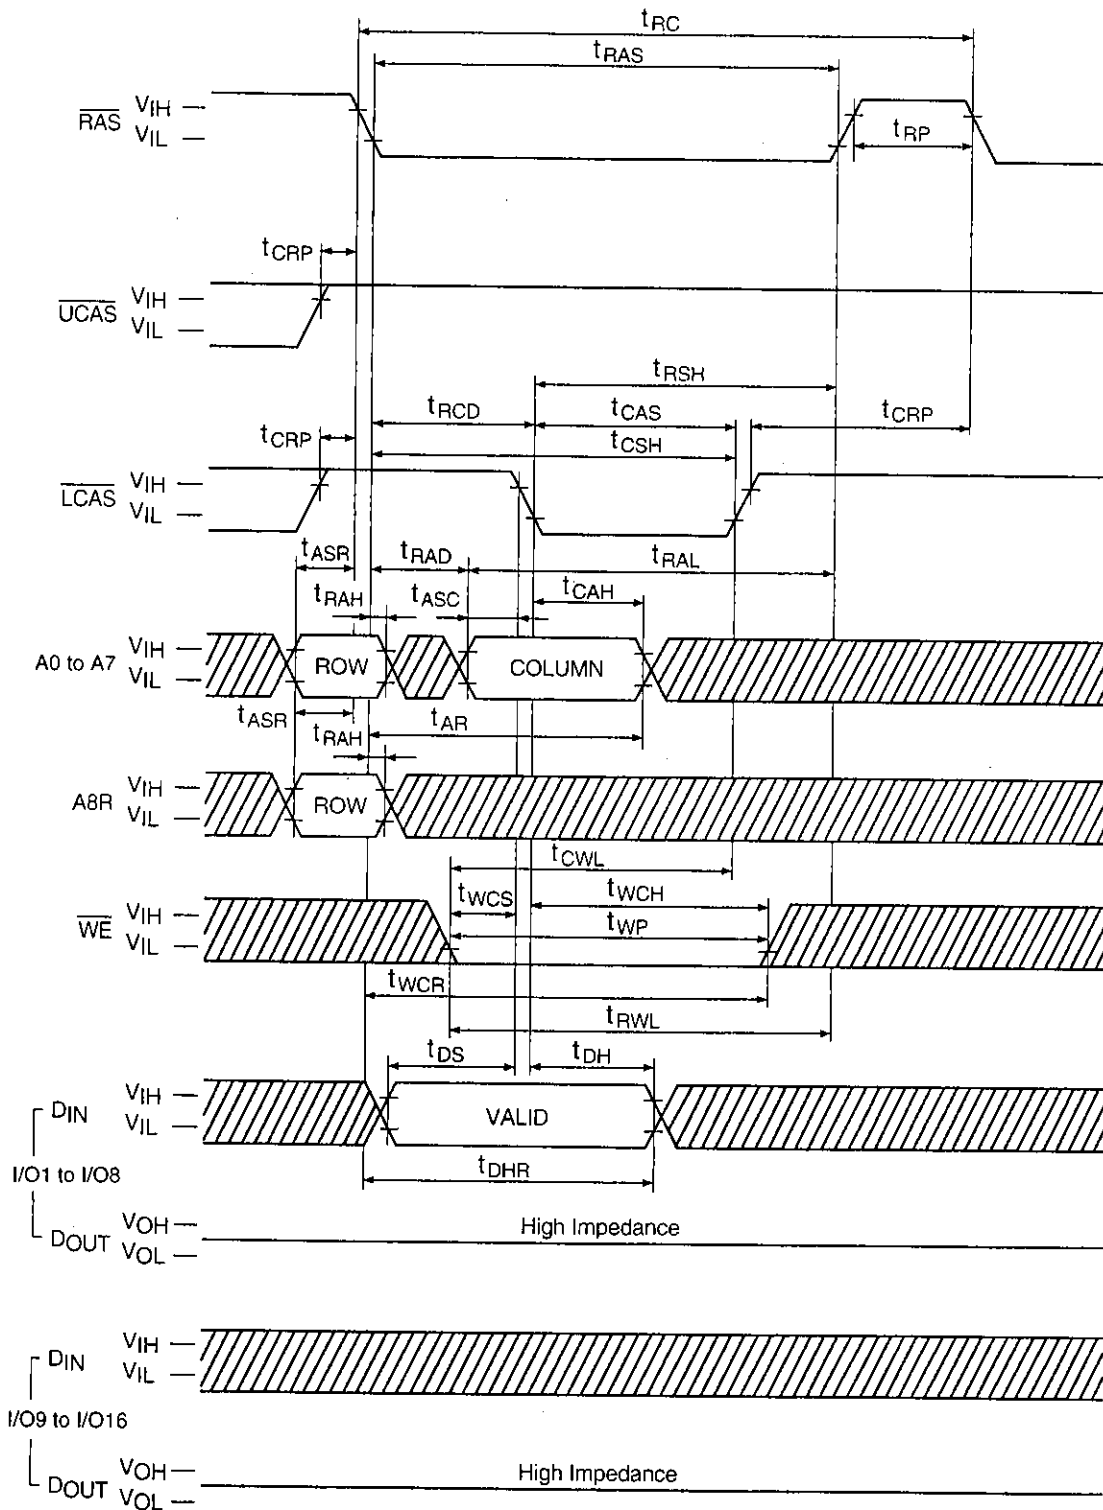 tRC
tRAS
RAS VIH
VIL
tRP
tCRP
UCAS VIH
VIL
tRSH
tRCD tCAS tCRP
tCRP tCSH
LCAS VIH
VIL
tASR tRAD tRAL
tRAH tASC tCAH
A0 to A7 VIH
VIL
ROW COLUMN
tASR tAR
tRAH
A8R VIH
VIL
ROW
tCWL
tWCS tWCH
WE VIH
VIL
tWP
tWCR
tRWL
tDS tDH
DIN VIH
VIL
VALID
I/O1 to I/O8
tDHR
DOUT VOH
VOL
High Impedance
DIN VIH
VIL
I/O9 to I/O16
DOUT VOH
VOL
High Impedance